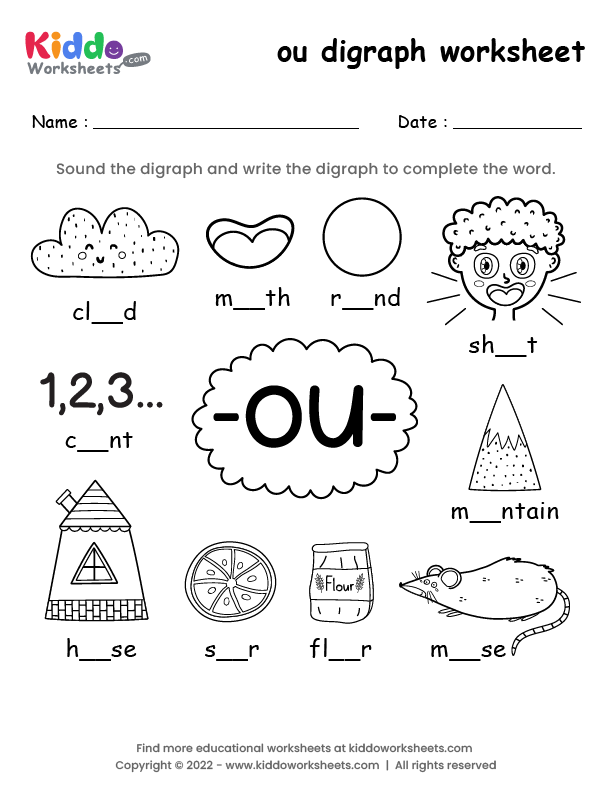 Kiddo
Worksheets .com
ou digraph worksheet
Name : ______________ Date : ______________
Sound the digraph and write the digraph to complete the word.
cl__d
m__th
r__nd
sh__t
1,2,3...
c__nt
-ou-
m__ntain
h__se
s__r
Flour
fl__r
m__se
Find more educational worksheets at kiddoworksheets.com
Copyright © 2022 - www.kiddoworksheets.com | All rights reserved